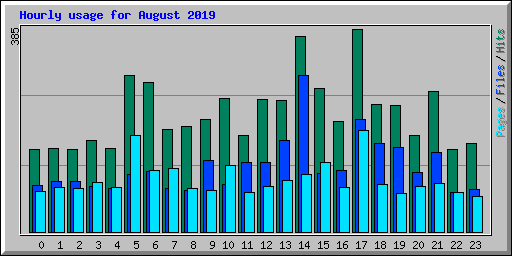 Hourly usage for August 2019
385
Pages/Files/Hits
0 1 2 3 4 5 6 7 8 9 10 11 12 13 14 15 16 17 18 19 20 21 22 23